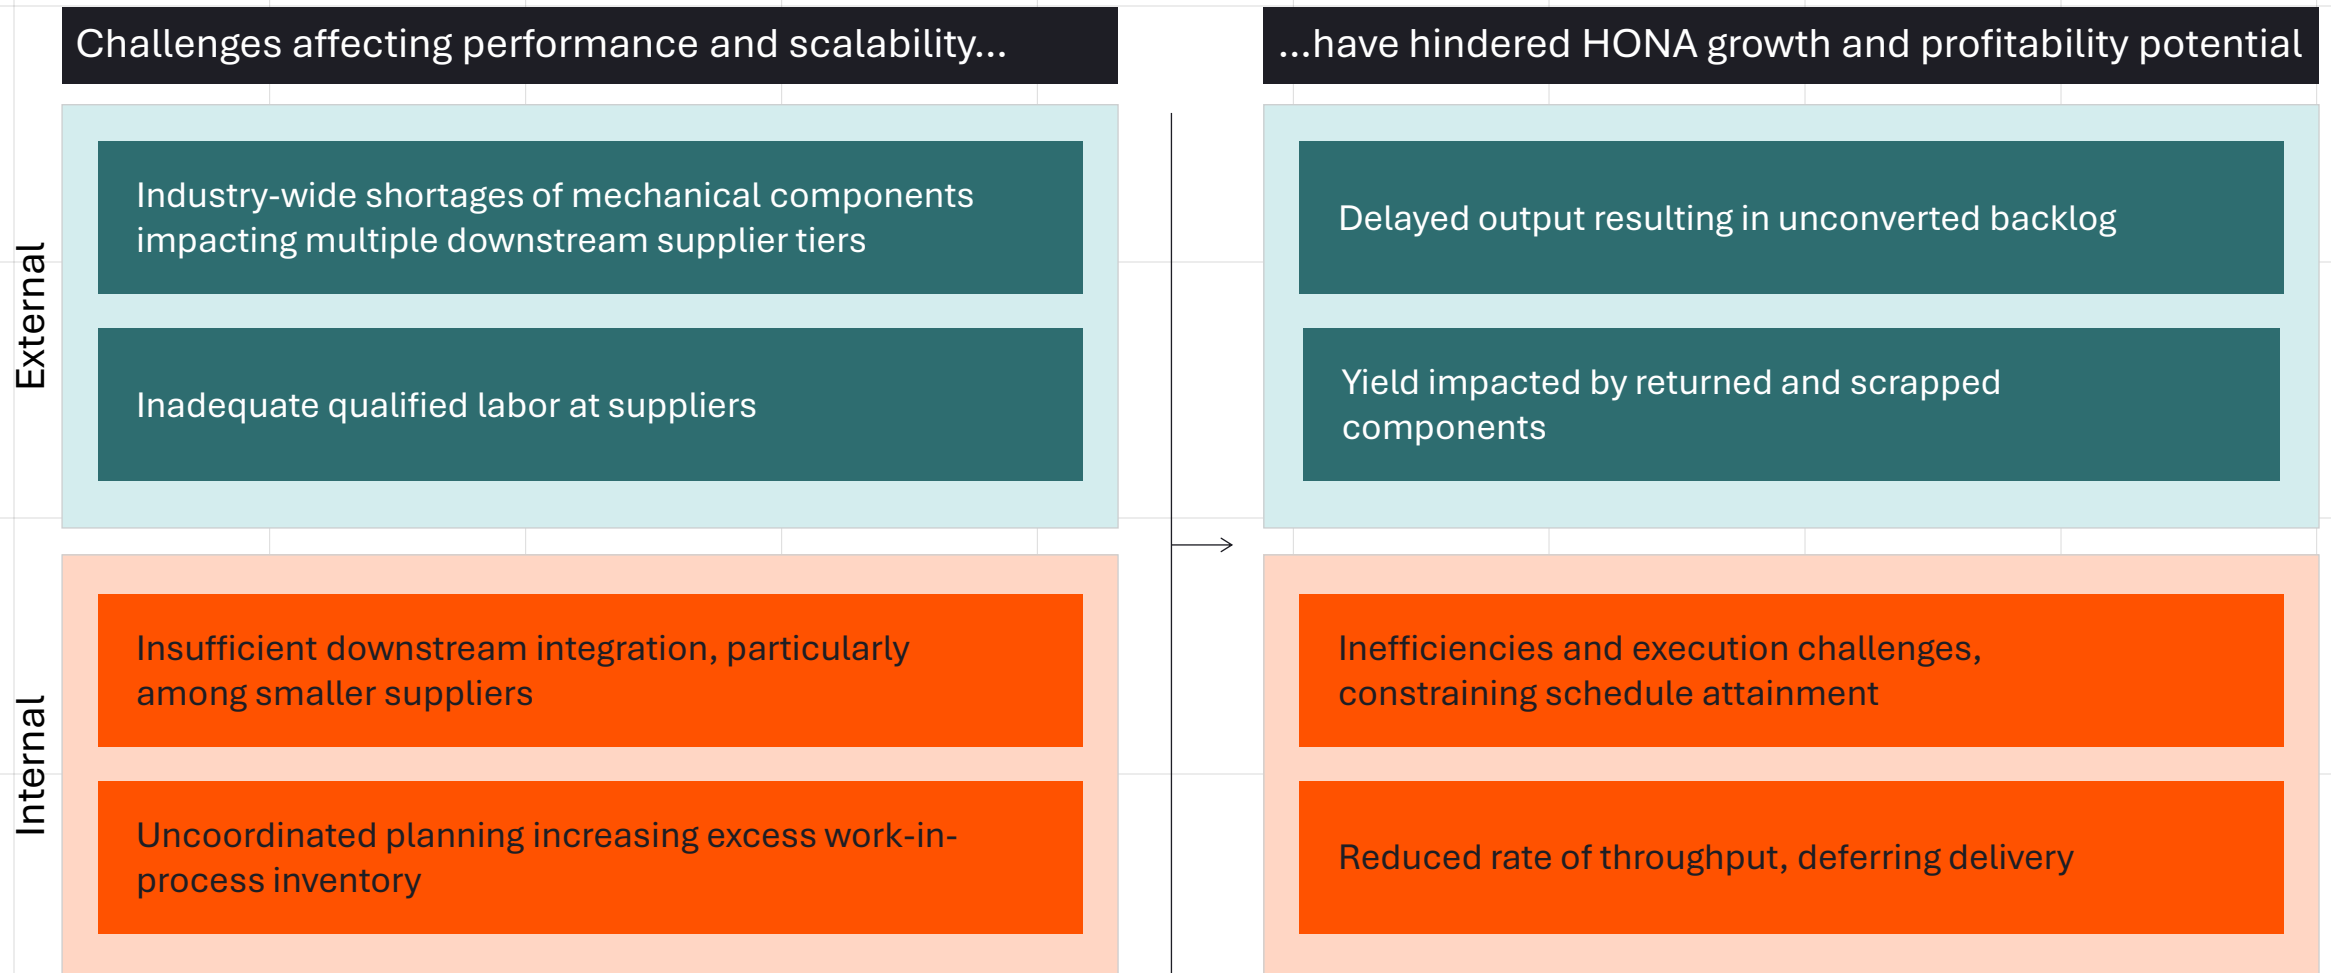 Challenges affecting performance and scalability...
...have hindered HONA growth and profitability potential
External
Industry-wide shortages of mechanical components
impacting multiple downstream supplier tiers
Delayed output resulting in unconverted backlog
Inadequate qualified labor at suppliers
Yield impacted by returned and scrapped
components
Internal
Insufficient downstream integration, particularly
among smaller suppliers
Inefficiencies and execution challenges,
constraining schedule attainment
Uncoordinated planning increasing excess work-in-
process inventory
Reduced rate of throughput, deferring delivery